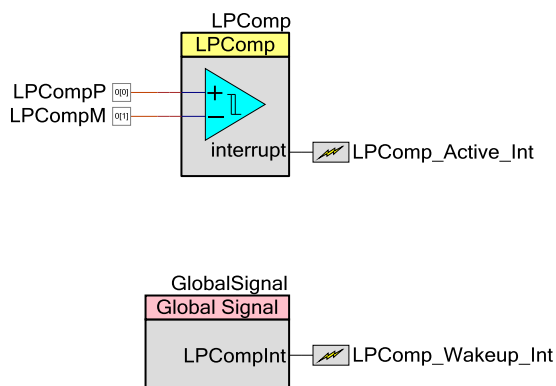 LPComp
LPComp
LPCompP 0[0]
LPCompM 0[1]
+
−
interrupt
LPComp_Active_Int
GlobalSignal
Global Signal
LPCompInt
LPComp_Wakeup_Int